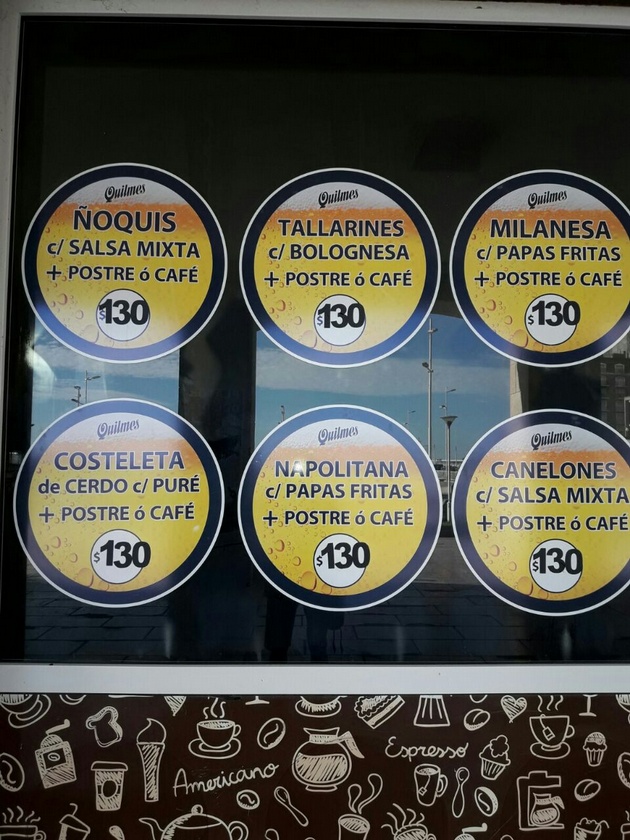 Quilmes
ÑOQUIS
c/ SALSA MIXTA
+ POSTRE ó CAFÉ
$130
Quilmes
TALLARINES
c/ BOLOGNESA
+ POSTRE ó CAFÉ
$130
Quilmes
MILANESA
c/ PAPAS FRITAS
+ POSTRE ó CAFÉ
$130
Quilmes
COSTELETA
de CERDO c/ PURÉ
+ POSTRE ó CAFÉ
$130
Quilmes
NAPOLITANA
c/ PAPAS FRITAS
+ POSTRE ó CAFÉ
$130
Quilmes
CANELONES
c/ SALSA MIXTA
+ POSTRE ó CAFÉ
$130
Espresso
Americano